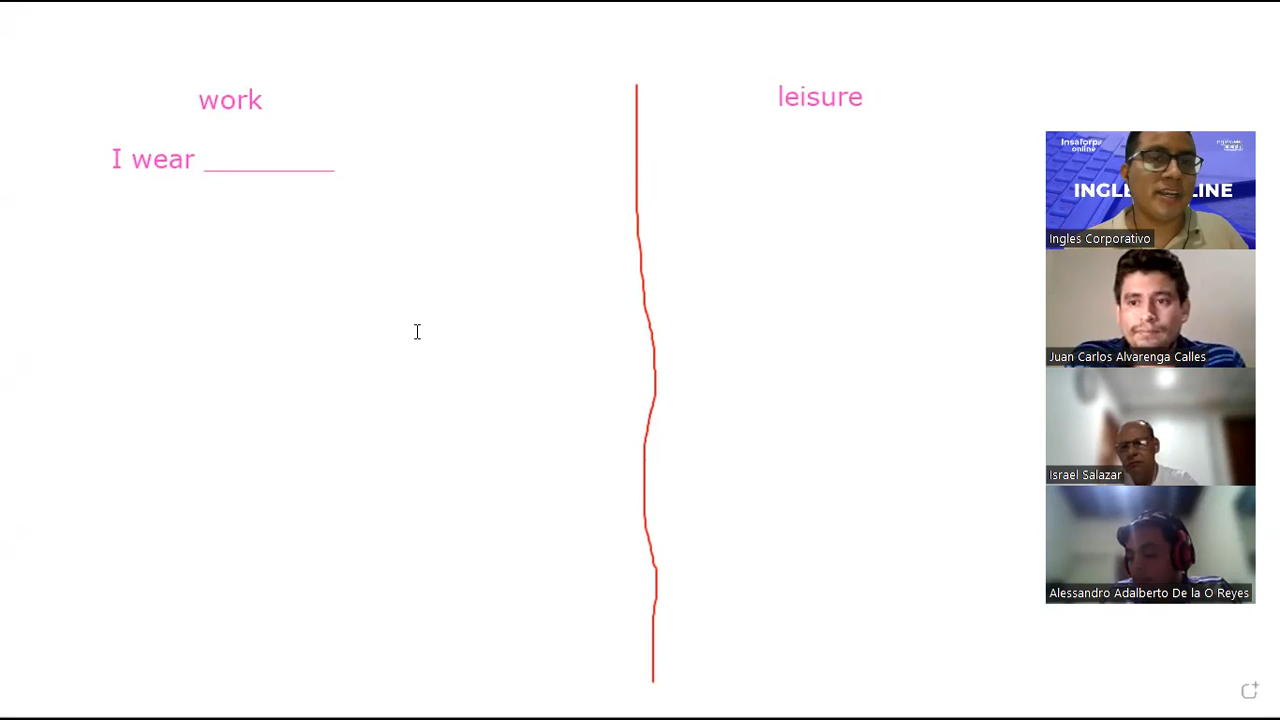 work
leisure
I wear __________
Insaforp
online
INGLE
LINE
Ingles Corporativo
Juan Carlos Alvarenga Calles
Israel Salazar
Alessandro Adalberto De la O Reyes